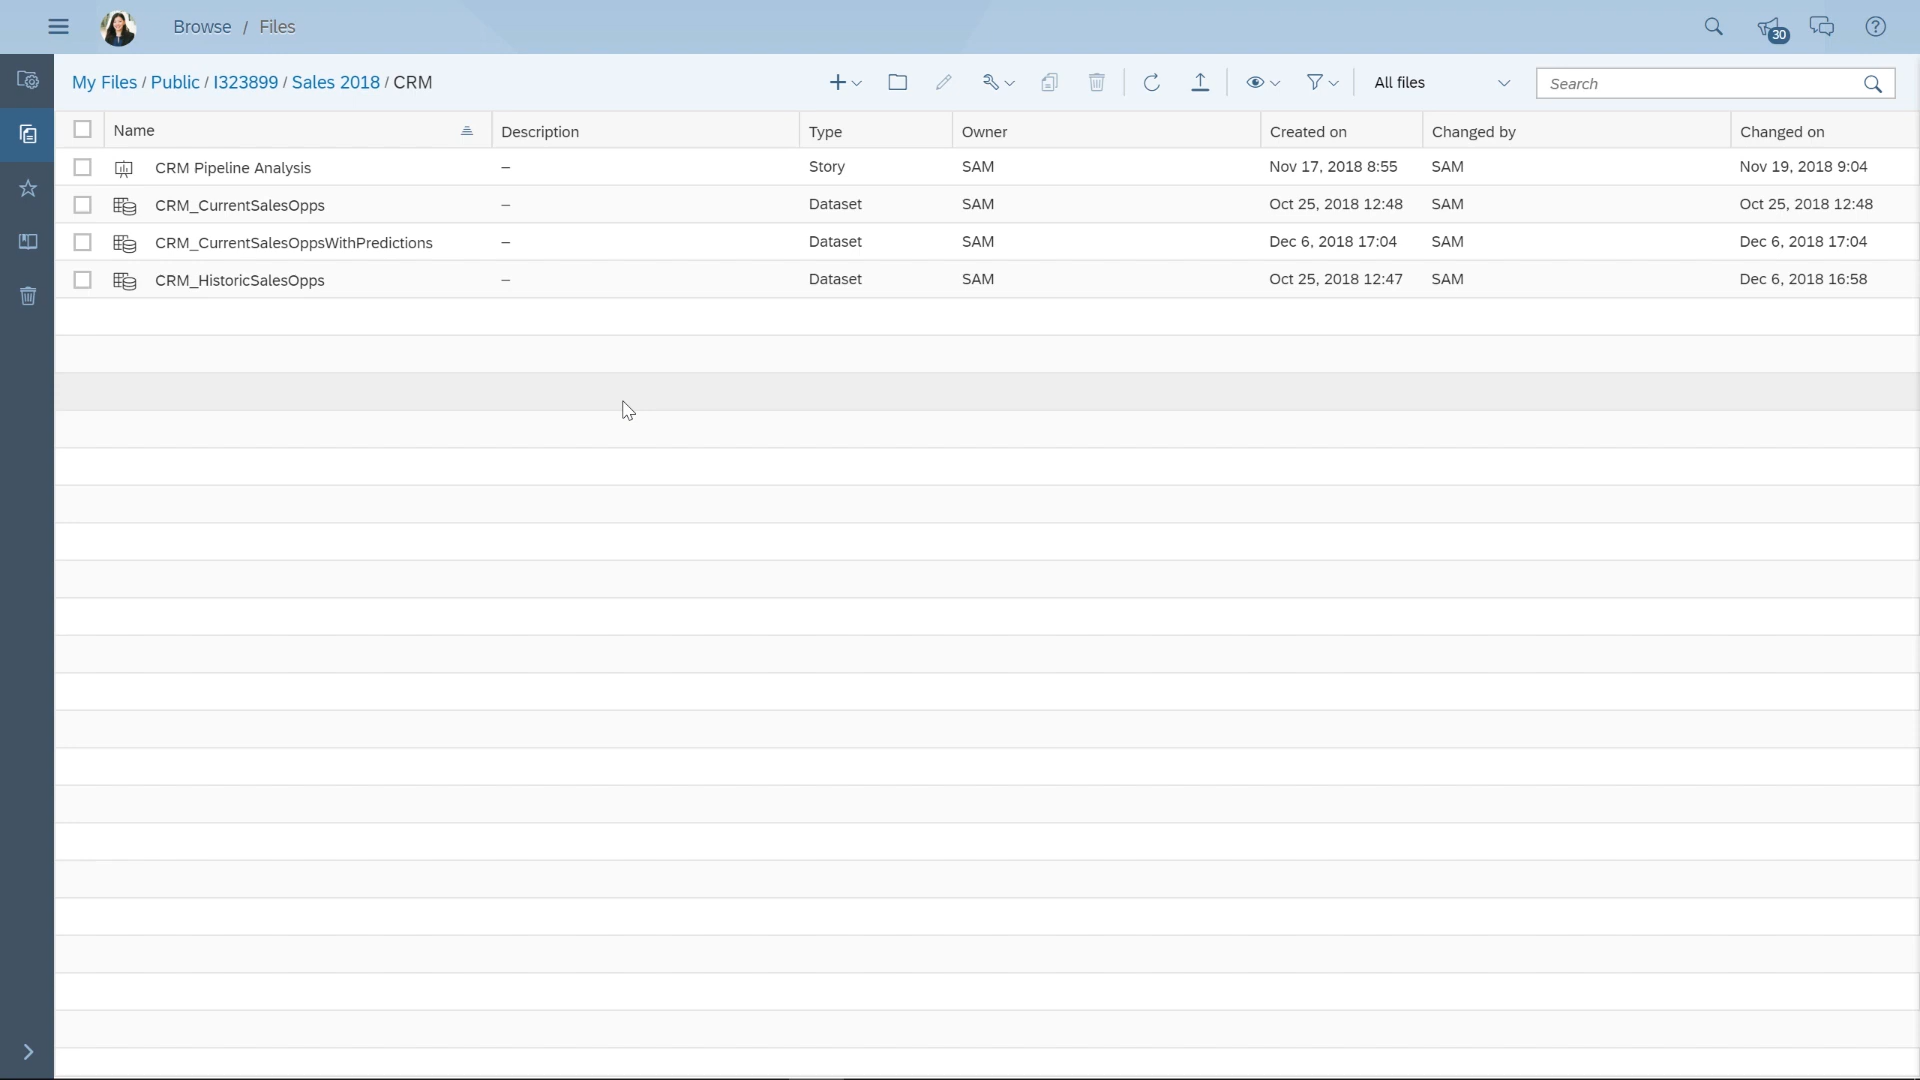 Browse / Files
30
My Files / Public / I323899 / Sales 2018 / CRM
All files
Search
Name Description Type Owner Created on Changed by Changed on
CRM Pipeline Analysis – Story SAM Nov 17, 2018 8:55 SAM Nov 19, 2018 9:04
CRM_CurrentSalesOpps – Dataset SAM Oct 25, 2018 12:48 SAM Oct 25, 2018 12:48
CRM_CurrentSalesOppsWithPredictions – Dataset SAM Dec 6, 2018 17:04 SAM Dec 6, 2018 17:04
CRM_HistoricSalesOpps – Dataset SAM Oct 25, 2018 12:47 SAM Dec 6, 2018 16:58